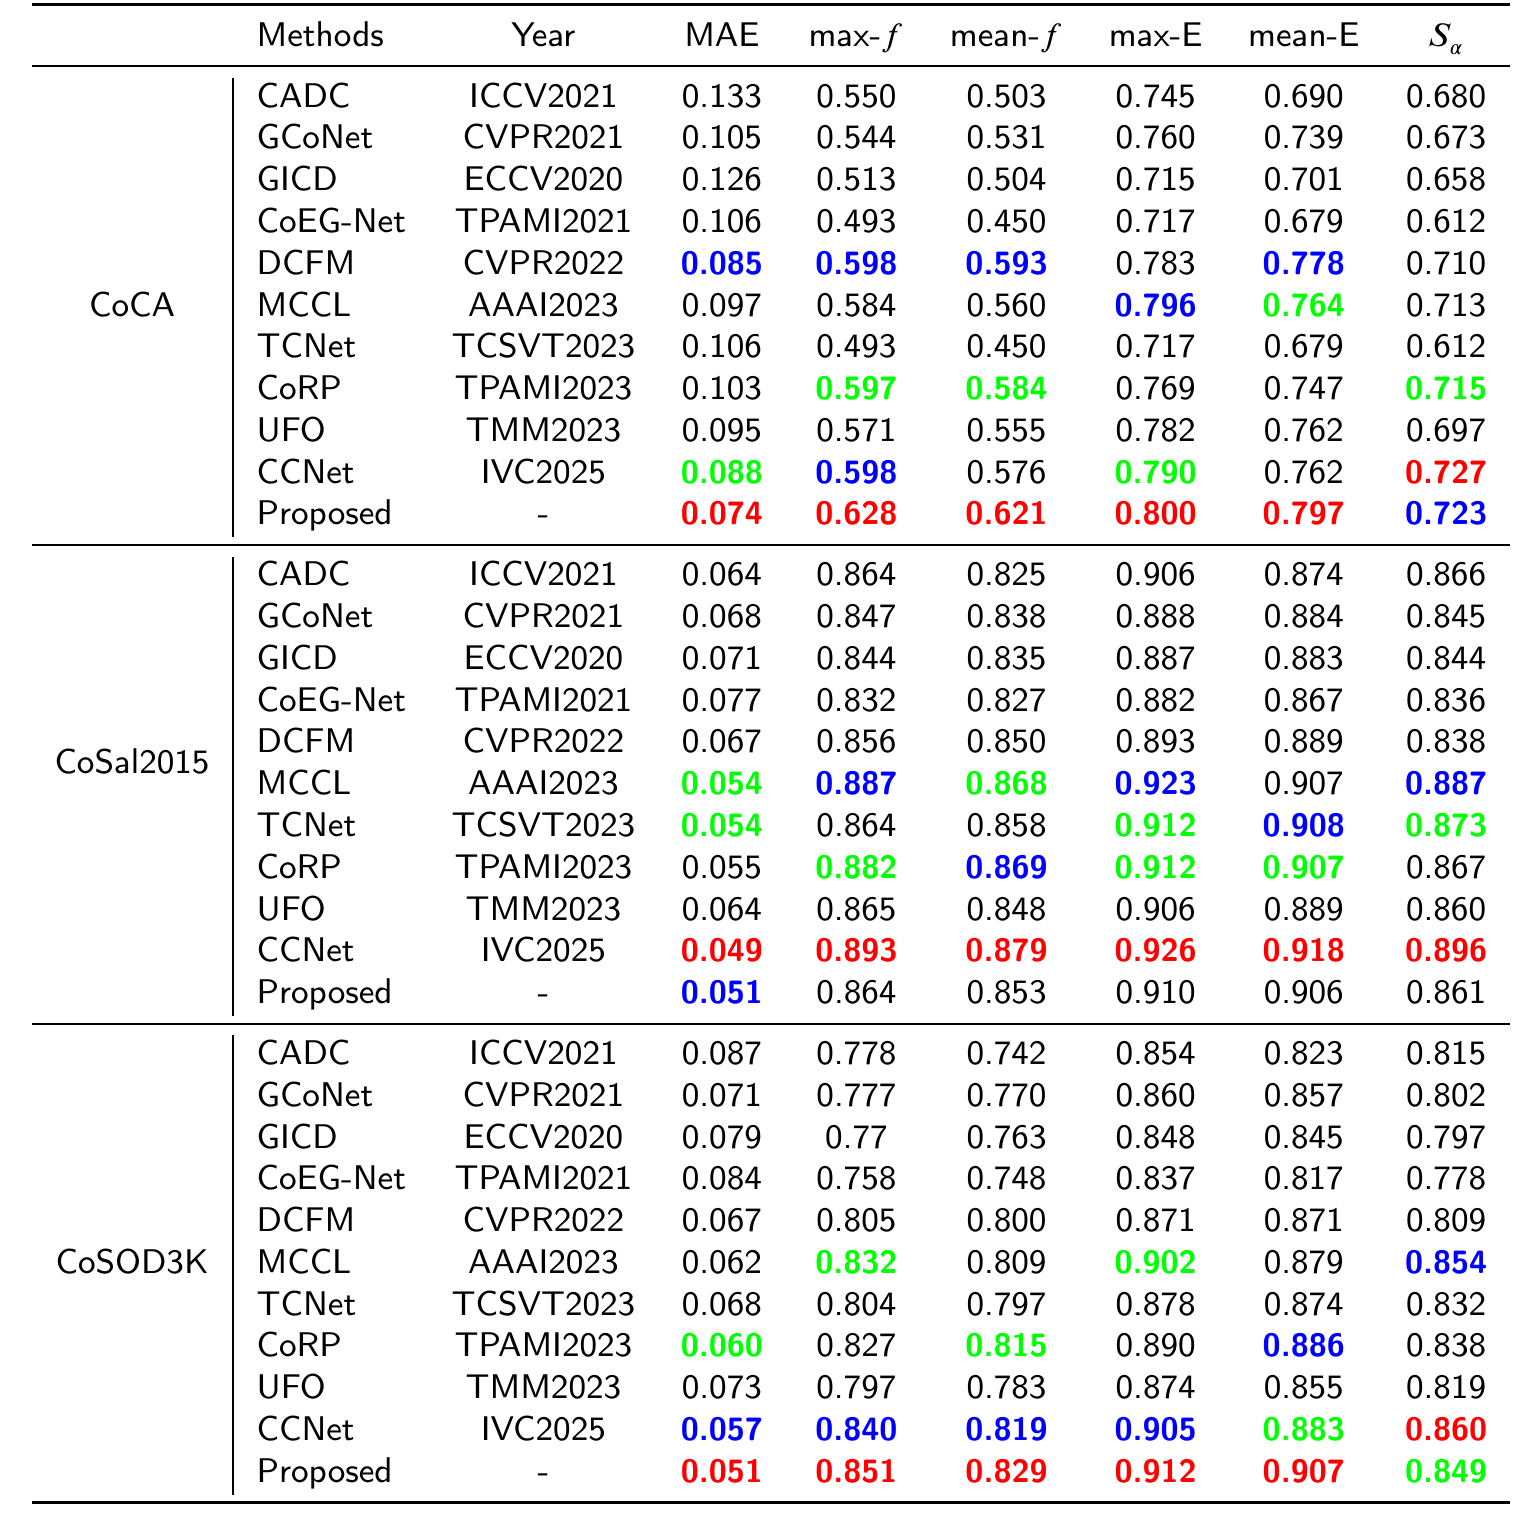 Methods Year MAE max-f mean-f max-E mean-E Sα
CADC ICCV2021 0.133 0.550 0.503 0.745 0.690 0.680
GCoNet CVPR2021 0.105 0.544 0.531 0.760 0.739 0.673
GICD ECCV2020 0.126 0.513 0.504 0.715 0.701 0.658
CoEG-Net TPAMI2021 0.106 0.493 0.450 0.717 0.679 0.612
DCFM CVPR2022 0.085 0.598 0.593 0.783 0.778 0.710
CoCA MCCL AAAI2023 0.097 0.584 0.560 0.796 0.764 0.713
TCNet TCSVT2023 0.106 0.493 0.450 0.717 0.679 0.612
CoRP TPAMI2023 0.103 0.597 0.584 0.769 0.747 0.715
UFO TMM2023 0.095 0.571 0.555 0.782 0.762 0.697
CCNet IVC2025 0.088 0.598 0.576 0.790 0.762 0.727
Proposed - 0.074 0.628 0.621 0.800 0.797 0.723
CADC ICCV2021 0.064 0.864 0.825 0.906 0.874 0.866
GCoNet CVPR2021 0.068 0.847 0.838 0.888 0.884 0.845
GICD ECCV2020 0.071 0.844 0.835 0.887 0.883 0.844
CoEG-Net TPAMI2021 0.077 0.832 0.827 0.882 0.867 0.836
DCFM CVPR2022 0.067 0.856 0.850 0.893 0.889 0.838
CoSal2015 MCCL AAAI2023 0.054 0.887 0.868 0.923 0.907 0.887
TCNet TCSVT2023 0.054 0.864 0.858 0.912 0.908 0.873
CoRP TPAMI2023 0.055 0.882 0.869 0.912 0.907 0.867
UFO TMM2023 0.064 0.865 0.848 0.906 0.889 0.860
CCNet IVC2025 0.049 0.893 0.879 0.926 0.918 0.896
Proposed - 0.051 0.864 0.853 0.910 0.906 0.861
CADC ICCV2021 0.087 0.778 0.742 0.854 0.823 0.815
GCoNet CVPR2021 0.071 0.777 0.770 0.860 0.857 0.802
GICD ECCV2020 0.079 0.77 0.763 0.848 0.845 0.797
CoEG-Net TPAMI2021 0.084 0.758 0.748 0.837 0.817 0.778
DCFM CVPR2022 0.067 0.805 0.800 0.871 0.871 0.809
CoSOD3K MCCL AAAI2023 0.062 0.832 0.809 0.902 0.879 0.854
TCNet TCSVT2023 0.068 0.804 0.797 0.878 0.874 0.832
CoRP TPAMI2023 0.060 0.827 0.815 0.890 0.886 0.838
UFO TMM2023 0.073 0.797 0.783 0.874 0.855 0.819
CCNet IVC2025 0.057 0.840 0.819 0.905 0.883 0.860
Proposed - 0.051 0.851 0.829 0.912 0.907 0.849